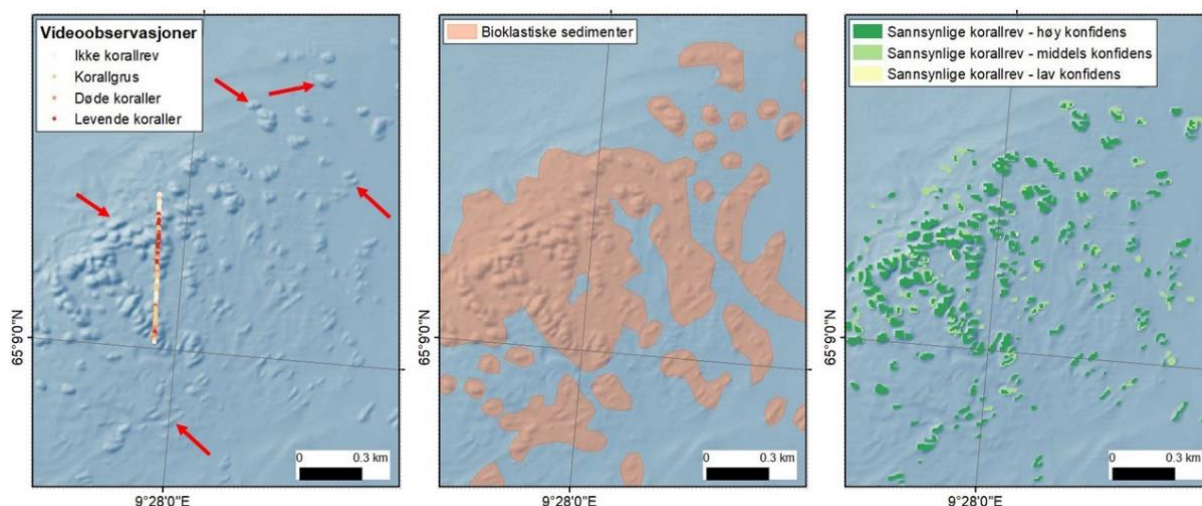 Videoobservasjoner
Ikke korallrev
Korallgrus
Døde koraller
Levende koraller
65°9'0"N
0 0.3 km
9°28'0"E
Bioklastiske sedimenter
65°9'0"N
0 0.3 km
9°28'0"E
Sannsynlige korallrev - høy konfidens
Sannsynlige korallrev - middels konfidens
Sannsynlige korallrev - lav konfidens
65°9'0"N
0 0.3 km
9°28'0"E